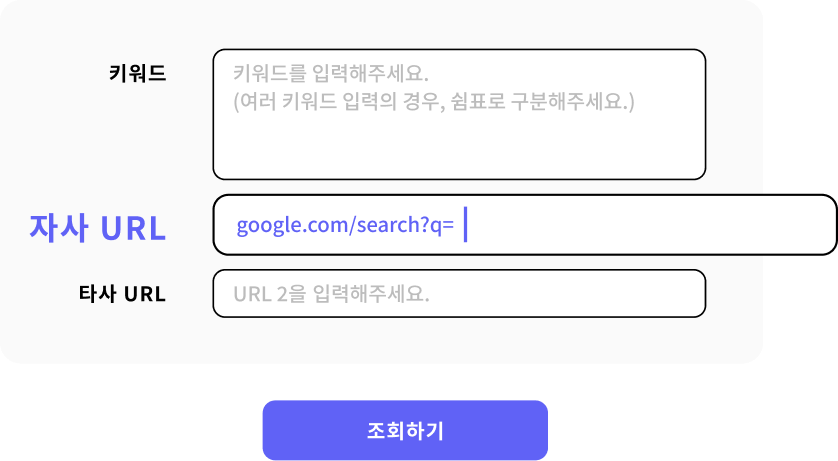 키워드
키워드를 입력해주세요.
(여러 키워드 입력의 경우, 쉼표로 구분해주세요.)
자사 URL
google.com/search?q=
타사 URL
URL 2을 입력해주세요.
조회하기